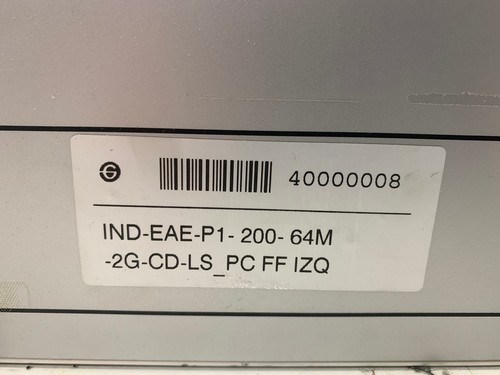 40000008
IND-EAE-P1- 200- 64M
-2G-CD-LS_PC FF IZQ